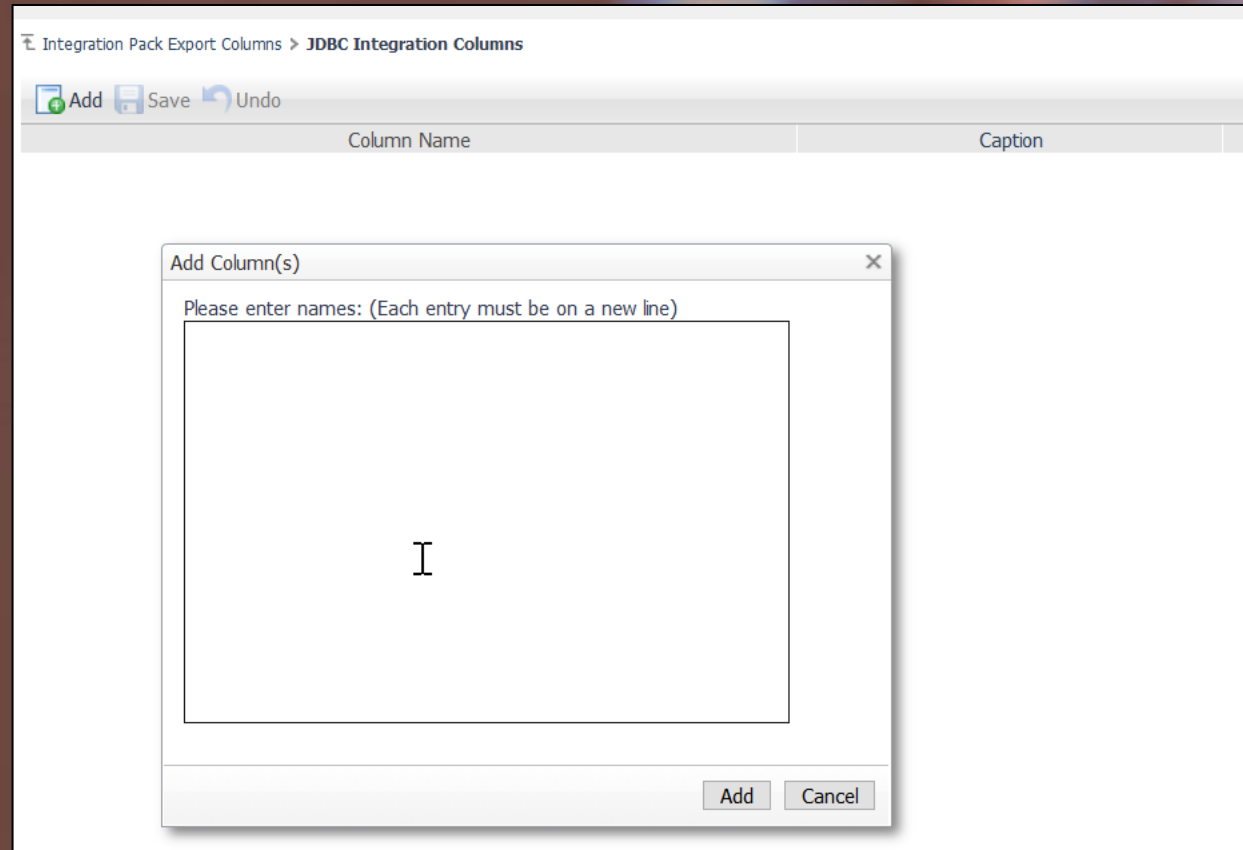 Integration Pack Export Columns > JDBC Integration Columns
Add Save Undo
Column Name Caption
Add Column(s)
Please enter names: (Each entry must be on a new line)
Add Cancel